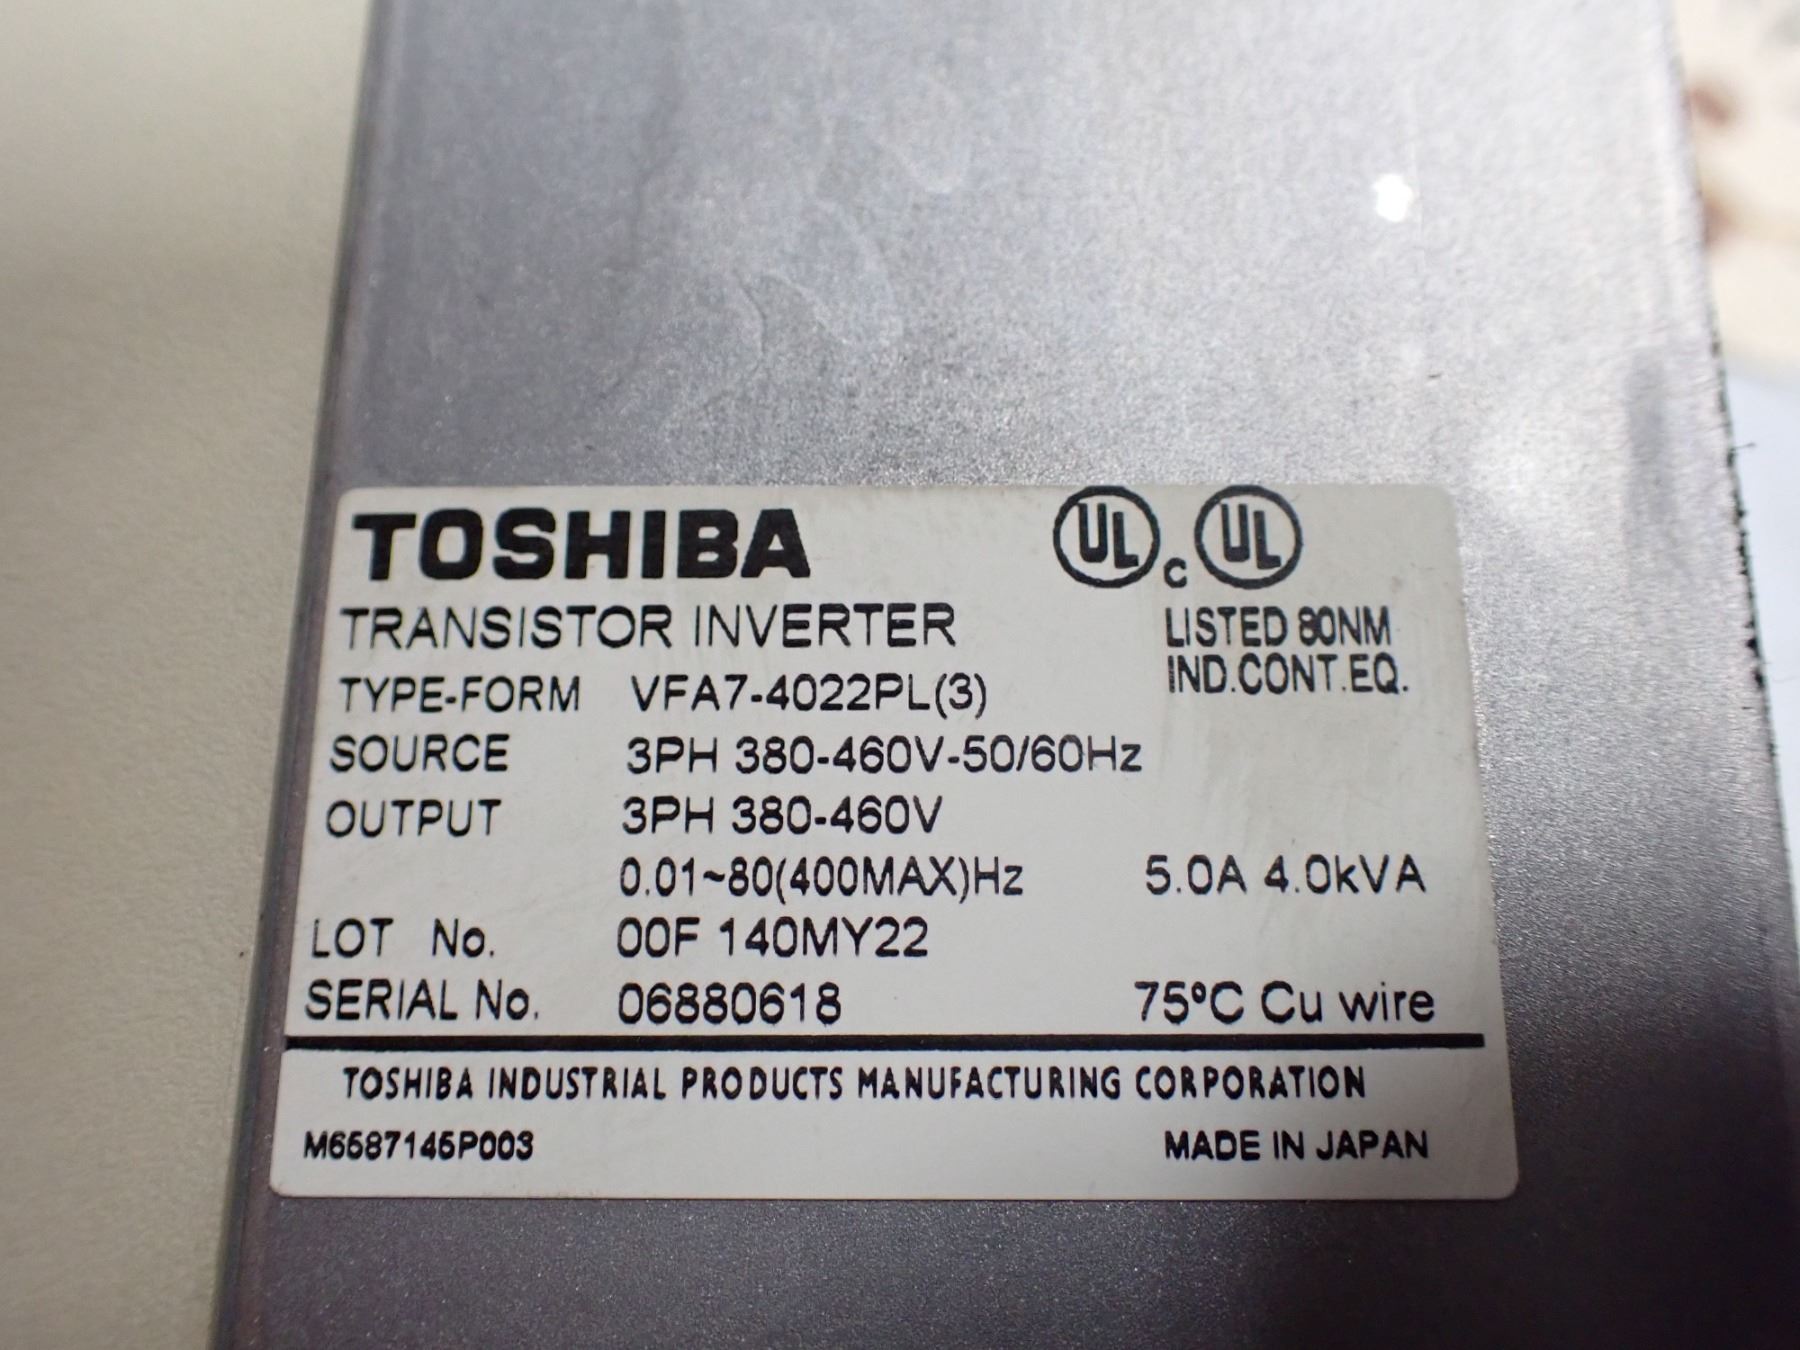 TOSHIBA UL c UL
TRANSISTOR INVERTER LISTED 80NM
IND.CONT.EQ.
TYPE-FORM VFA7-4022PL(3)
SOURCE 3PH 380-460V-50/60Hz
OUTPUT 3PH 380-460V
0.01~80(400MAX)Hz 5.0A 4.0kVA
LOT No. 00F 140MY22
SERIAL No. 06880618 75ºC Cu wire
TOSHIBA INDUSTRIAL PRODUCTS MANUFACTURING CORPORATION
M6587145P003 MADE IN JAPAN